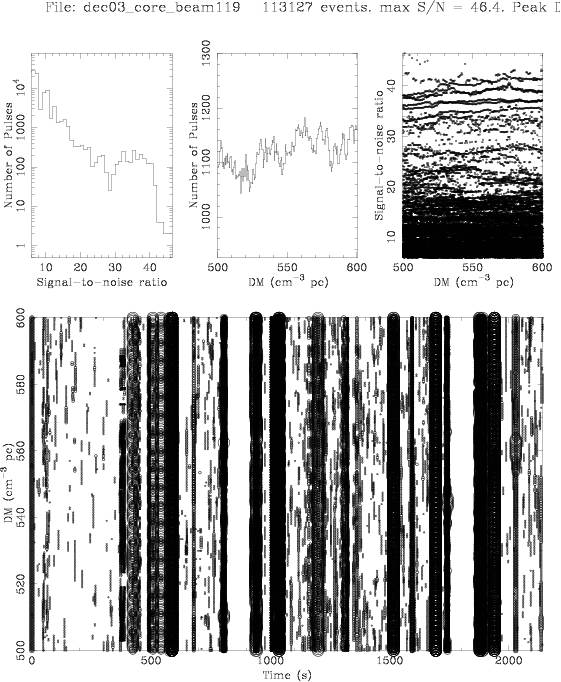 File: dec03_core_beam119 113127 events. max S/N = 46.4. Peak D
Number of Pulses
10^4
1000
100
10
1
10 20 30 40
Signal-to-noise ratio
Number of Pulses
1300
1200
1100
1000
500 550 600
DM (cm^-3 pc)
Signal-to-noise ratio
40
30
20
10
500 550 600
DM (cm^-3 pc)
DM (cm^-3 pc)
600
580
560
540
520
500
0 500 1000 1500 2000
Time (s)